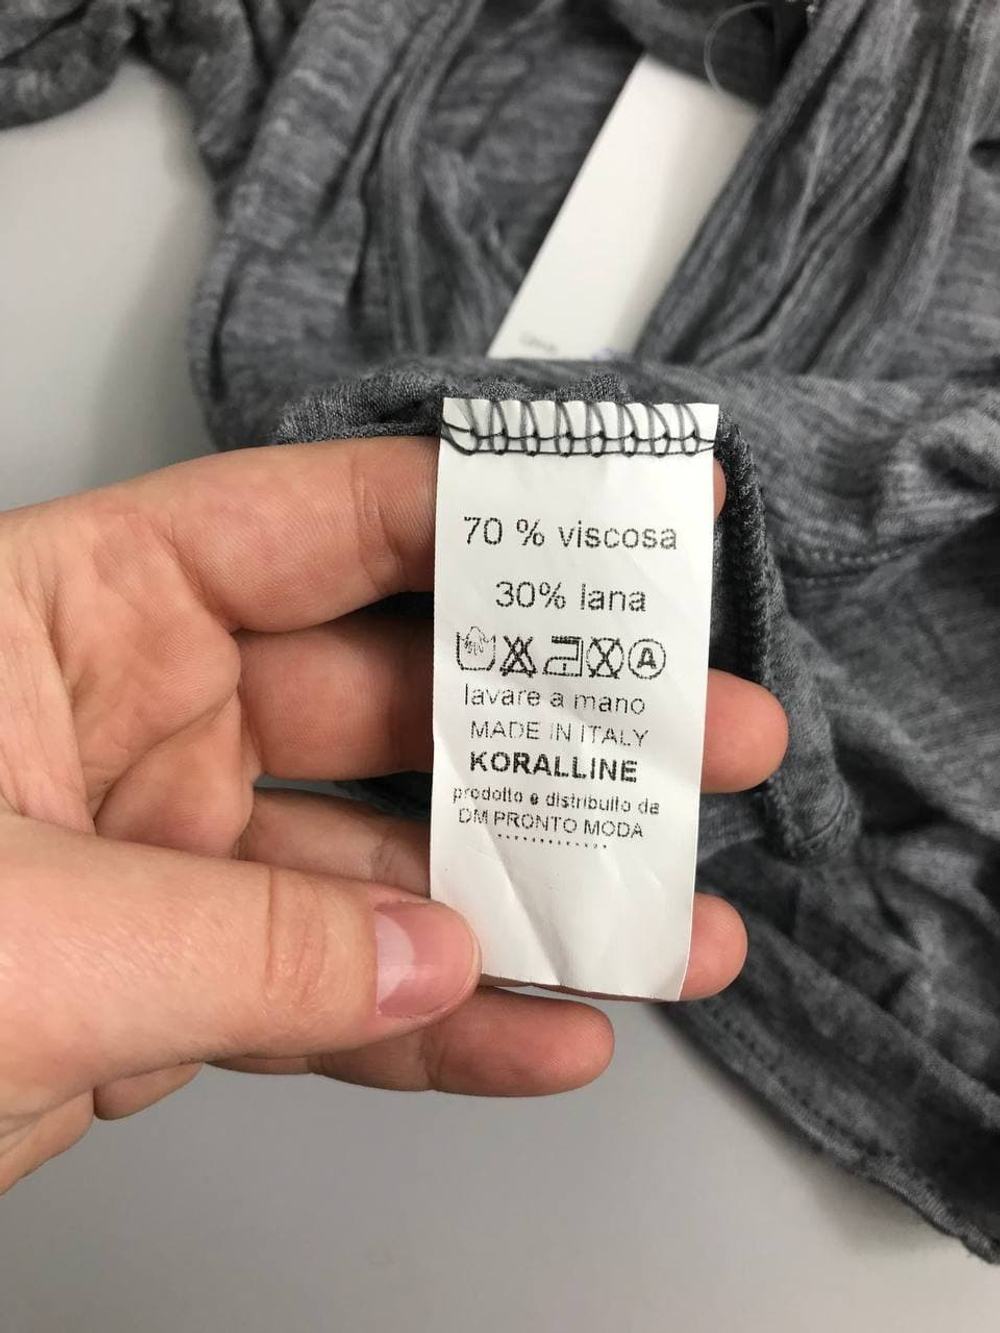 70 % viscosa
30% lana
A
lavare a mano
MADE IN ITALY
KORALLINE
prodotto e distribuito da
DM PRONTO MODA